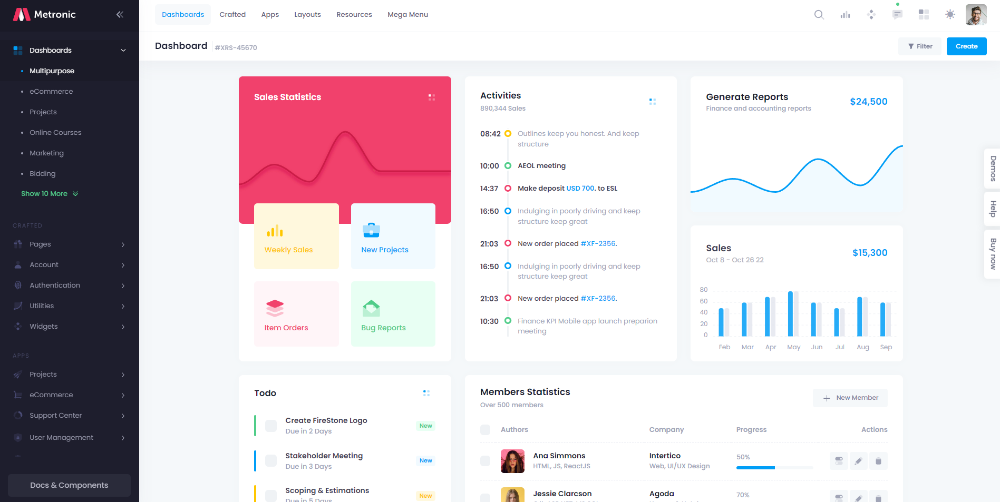 Metronic
Dashboards
Multipurpose
eCommerce
Projects
Online Courses
Marketing
Bidding
Show 10 More
CRAFTED
Pages
Account
Authentication
Utilities
Widgets
APPS
Projects
eCommerce
Support Center
User Management
Docs & Components
Dashboards Crafted Apps Layouts Resources Mega Menu
Dashboard #XRS-45670
Filter
Create
Sales Statistics
Weekly Sales
New Projects
Item Orders
Bug Reports
Activities
890,344 Sales
08:42 Outlines keep you honest. And keep
structure
10:00 AEOL meeting
14:37 Make deposit USD 700. to ESL
16:50 Indulging in poorly driving and keep
structure keep great
21:03 New order placed #XF-2356.
16:50 Indulging in poorly driving and keep
structure keep great
21:03 New order placed #XF-2356.
10:30 Finance KPI Mobile app launch preparion
meeting
Generate Reports
Finance and accounting reports
$24,500
Sales
Oct 8 - Oct 26 22
$15,300
80
60
40
20
0
Feb Mar Apr May Jun Jul Aug Sep
Demos
Help
Buy now
Todo
Create FireStone Logo
Due in 2 Days
New
Stakeholder Meeting
Due in 3 Days
New
Scoping & Estimations
Due in 5 Days
New
Members Statistics
Over 500 members
New Member
Authors Company Progress Actions
Ana Simmons
HTML, JS, ReactJS
Intertico
Web, UI/UX Design
50%
Jessie Clarcson
Agoda
70%